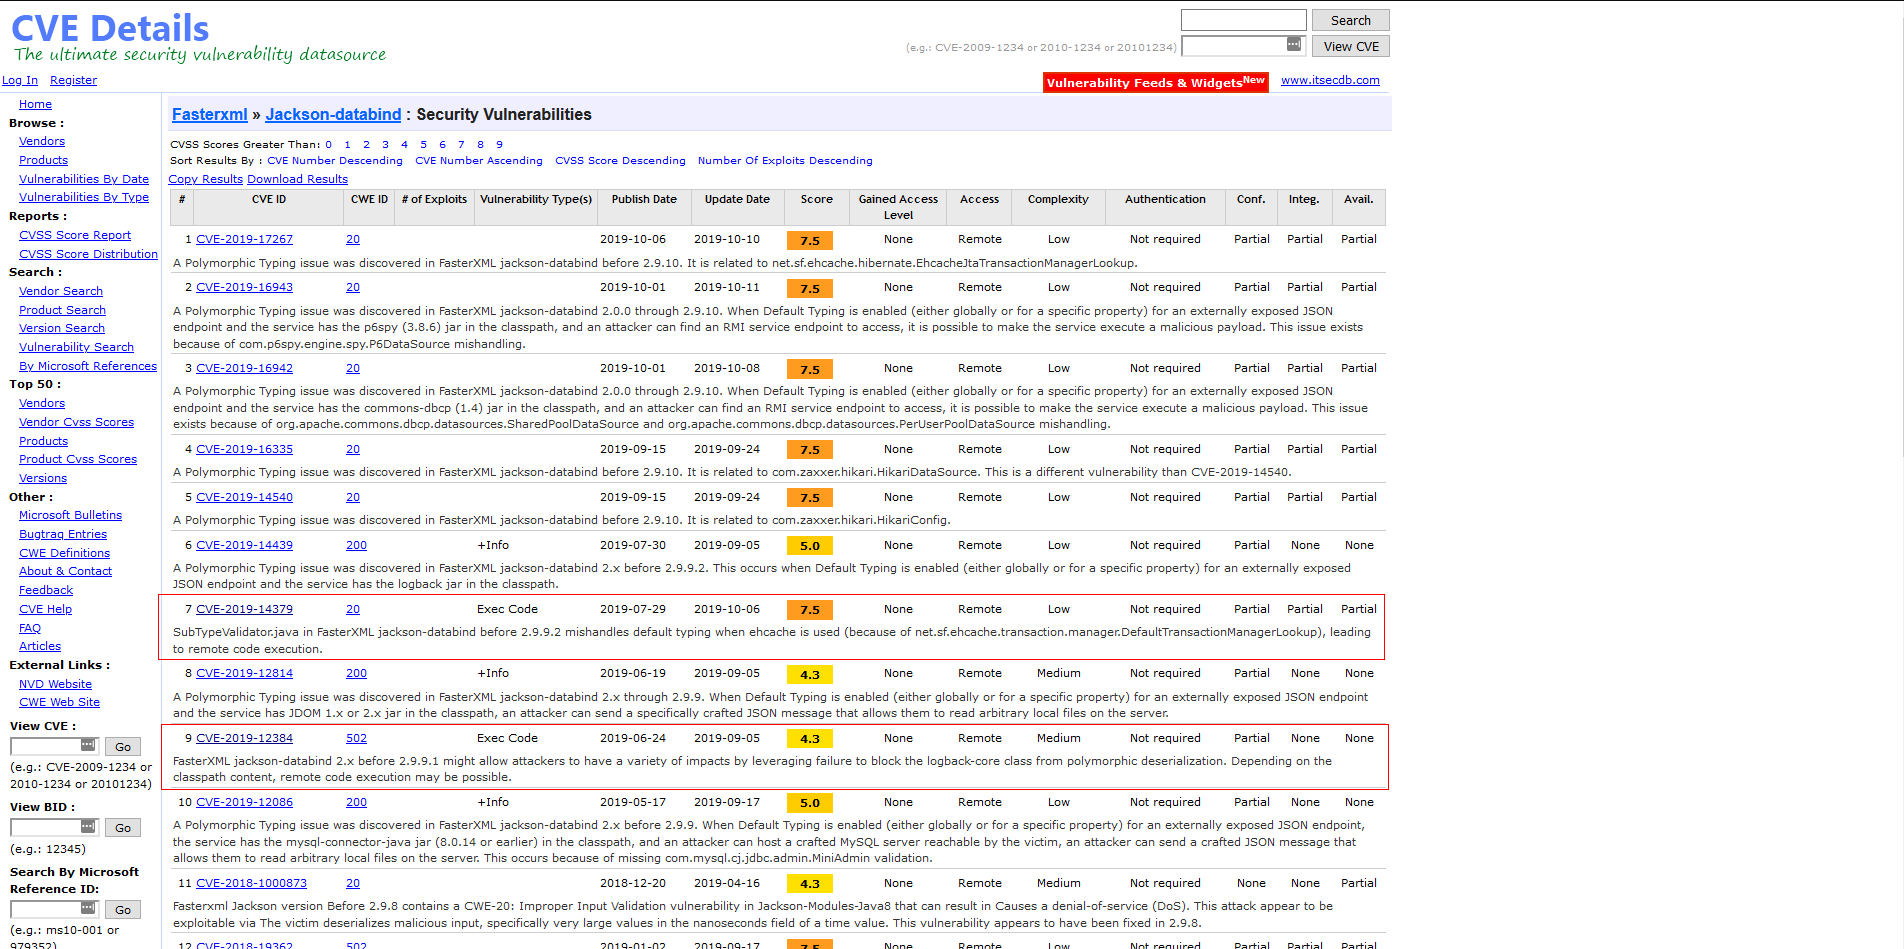 CVE Details
The ultimate security vulnerability datasource
Search
(e.g.: CVE-2009-1234 or 2010-1234 or 20101234)
View CVE
Log In Register
Vulnerability Feeds & WidgetsNew www.itsecdb.com
Home
Browse :
Vendors
Products
Vulnerabilities By Date
Vulnerabilities By Type
Reports :
CVSS Score Report
CVSS Score Distribution
Search :
Vendor Search
Product Search
Version Search
Vulnerability Search
By Microsoft References
Top 50 :
Vendors
Vendor Cvss Scores
Products
Product Cvss Scores
Versions
Other :
Microsoft Bulletins
Bugtraq Entries
CWE Definitions
About & Contact
Feedback
CVE Help
FAQ
Articles
External Links :
NVD Website
CWE Web Site
View CVE :
Go
(e.g.: CVE-2009-1234 or
2010-1234 or 20101234)
View BID :
Go
(e.g.: 12345)
Search By Microsoft
Reference ID:
Go
(e.g.: ms10-001 or
979352)
Fasterxml » Jackson-databind : Security Vulnerabilities
CVSS Scores Greater Than: 0 1 2 3 4 5 6 7 8 9
Sort Results By : CVE Number Descending CVE Number Ascending CVSS Score Descending Number Of Exploits Descending
Copy Results Download Results
# CVE ID CWE ID # of Exploits Vulnerability Type(s) Publish Date Update Date Score Gained Access Level Access Complexity Authentication Conf. Integ. Avail.
1 CVE-2019-17267 20 2019-10-06 2019-10-10 7.5 None Remote Low Not required Partial Partial Partial
A Polymorphic Typing issue was discovered in FasterXML jackson-databind before 2.9.10. It is related to net.sf.ehcache.hibernate.EhcacheJtaTransactionManagerLookup.
2 CVE-2019-16943 20 2019-10-01 2019-10-11 7.5 None Remote Low Not required Partial Partial Partial
A Polymorphic Typing issue was discovered in FasterXML jackson-databind 2.0.0 through 2.9.10. When Default Typing is enabled (either globally or for a specific property) for an externally exposed JSON
endpoint and the service has the p6spy (3.8.6) jar in the classpath, and an attacker can find an RMI service endpoint to access, it is possible to make the service execute a malicious payload. This issue exists
because of com.p6spy.engine.spy.P6DataSource mishandling.
3 CVE-2019-16942 20 2019-10-01 2019-10-08 7.5 None Remote Low Not required Partial Partial Partial
A Polymorphic Typing issue was discovered in FasterXML jackson-databind 2.0.0 through 2.9.10. When Default Typing is enabled (either globally or for a specific property) for an externally exposed JSON
endpoint and the service has the commons-dbcp (1.4) jar in the classpath, and an attacker can find an RMI service endpoint to access, it is possible to make the service execute a malicious payload. This issue
exists because of org.apache.commons.dbcp.datasources.SharedPoolDataSource and org.apache.commons.dbcp.datasources.PerUserPoolDataSource mishandling.
4 CVE-2019-16335 20 2019-09-15 2019-09-24 7.5 None Remote Low Not required Partial Partial Partial
A Polymorphic Typing issue was discovered in FasterXML jackson-databind before 2.9.10. It is related to com.zaxxer.hikari.HikariDataSource. This is a different vulnerability than CVE-2019-14540.
5 CVE-2019-14540 20 2019-09-15 2019-09-24 7.5 None Remote Low Not required Partial Partial Partial
A Polymorphic Typing issue was discovered in FasterXML jackson-databind before 2.9.10. It is related to com.zaxxer.hikari.HikariConfig.
6 CVE-2019-14439 200 +Info 2019-07-30 2019-09-05 5.0 None Remote Low Not required Partial None None
A Polymorphic Typing issue was discovered in FasterXML jackson-databind 2.x before 2.9.9.2. This occurs when Default Typing is enabled (either globally or for a specific property) for an externally exposed
JSON endpoint and the service has the logback jar in the classpath.
7 CVE-2019-14379 20 Exec Code 2019-07-29 2019-10-06 7.5 None Remote Low Not required Partial Partial Partial
SubTypeValidator.java in FasterXML jackson-databind before 2.9.9.2 mishandles default typing when ehcache is used (because of net.sf.ehcache.transaction.manager.DefaultTransactionManagerLookup), leading
to remote code execution.
8 CVE-2019-12814 200 +Info 2019-06-19 2019-09-05 4.3 None Remote Medium Not required Partial None None
A Polymorphic Typing issue was discovered in FasterXML jackson-databind 2.x through 2.9.9. When Default Typing is enabled (either globally or for a specific property) for an externally exposed JSON endpoint
and the service has JDOM 1.x or 2.x jar in the classpath, an attacker can send a specifically crafted JSON message that allows them to read arbitrary local files on the server.
9 CVE-2019-12384 502 Exec Code 2019-06-24 2019-09-05 4.3 None Remote Medium Not required Partial None None
FasterXML jackson-databind 2.x before 2.9.9.1 might allow attackers to have a variety of impacts by leveraging failure to block the logback-core class from polymorphic deserialization. Depending on the
classpath content, remote code execution may be possible.
10 CVE-2019-12086 200 +Info 2019-05-17 2019-09-17 5.0 None Remote Low Not required Partial None None
A Polymorphic Typing issue was discovered in FasterXML jackson-databind 2.x before 2.9.9. When Default Typing is enabled (either globally or for a specific property) for an externally exposed JSON endpoint,
the service has the mysql-connector-java jar (8.0.14 or earlier) in the classpath, and an attacker can host a crafted MySQL server reachable by the victim, an attacker can send a crafted JSON message that
allows them to read arbitrary local files on the server. This occurs because of missing com.mysql.cj.jdbc.admin.MiniAdmin validation.
11 CVE-2018-1000873 20 2018-12-20 2019-04-16 4.3 None Remote Medium Not required None None Partial
Fasterxml Jackson version Before 2.9.8 contains a CWE-20: Improper Input Validation vulnerability in Jackson-Modules-Java8 that can result in Causes a denial-of-service (DoS). This attack appear to be
exploitable via The victim deserializes malicious input, specifically very large values in the nanoseconds field of a time value. This vulnerability appears to have been fixed in 2.9.8.
12 CVE-2018-19362 502 2019-01-02 2019-09-17 7.5 None Remote Low Not required Partial Partial Partial